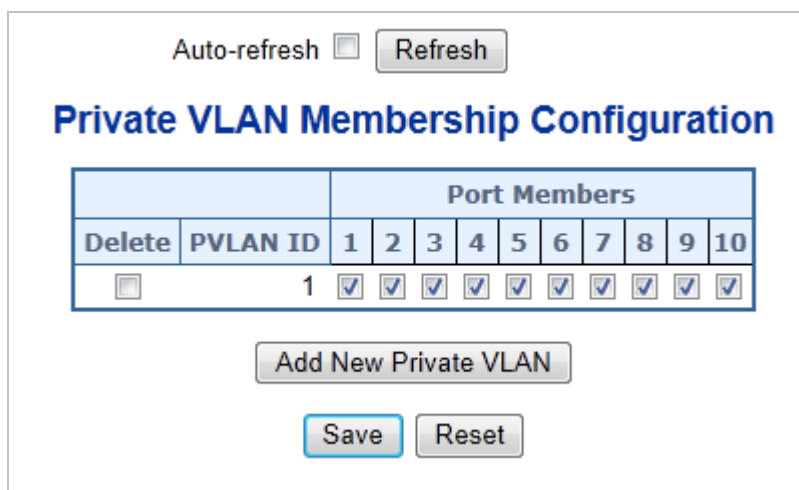 Auto-refresh Refresh
Private VLAN Membership Configuration
Port Members
Delete PVLAN ID 1 2 3 4 5 6 7 8 9 10
1
Add New Private VLAN
Save Reset